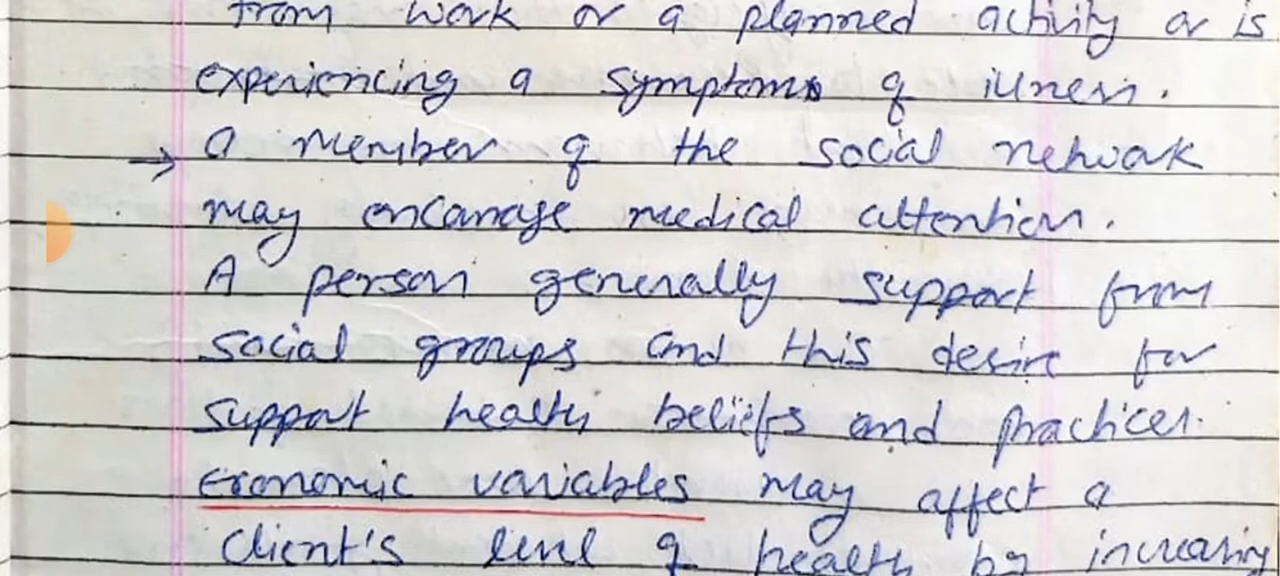 from work or a planned activity or is
experiencing a symptoms of illness.
→ a member of the social network
may encourage medical attention.
A person generally support from
social groups and this desire for
support health beliefs and practices.
Economic variables may affect a
client's level of health by increasing